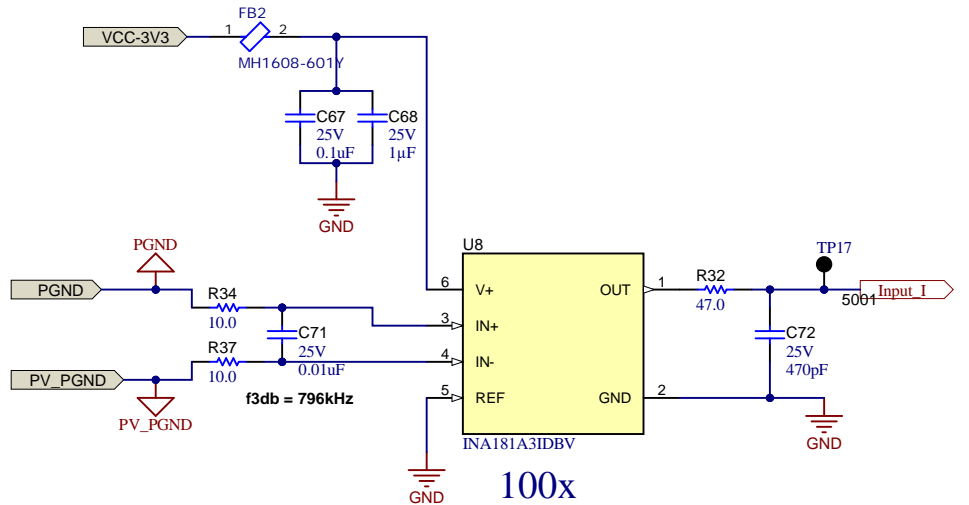 FB2
VCC-3V3
1
2
MH1608-601Y
C67
25V
0.1uF
C68
25V
1µF
GND
PGND
PGND
R34
10.0
C71
25V
0.01uF
R37
10.0
PV_PGND
PV_PGND
f3db = 796kHz
U8
6
V+
3
IN+
4
IN-
5
REF
OUT
1
GND
2
INA181A3IDBV
100x
GND
R32
47.0
TP17
5001
Input_I
C72
25V
470pF
GND